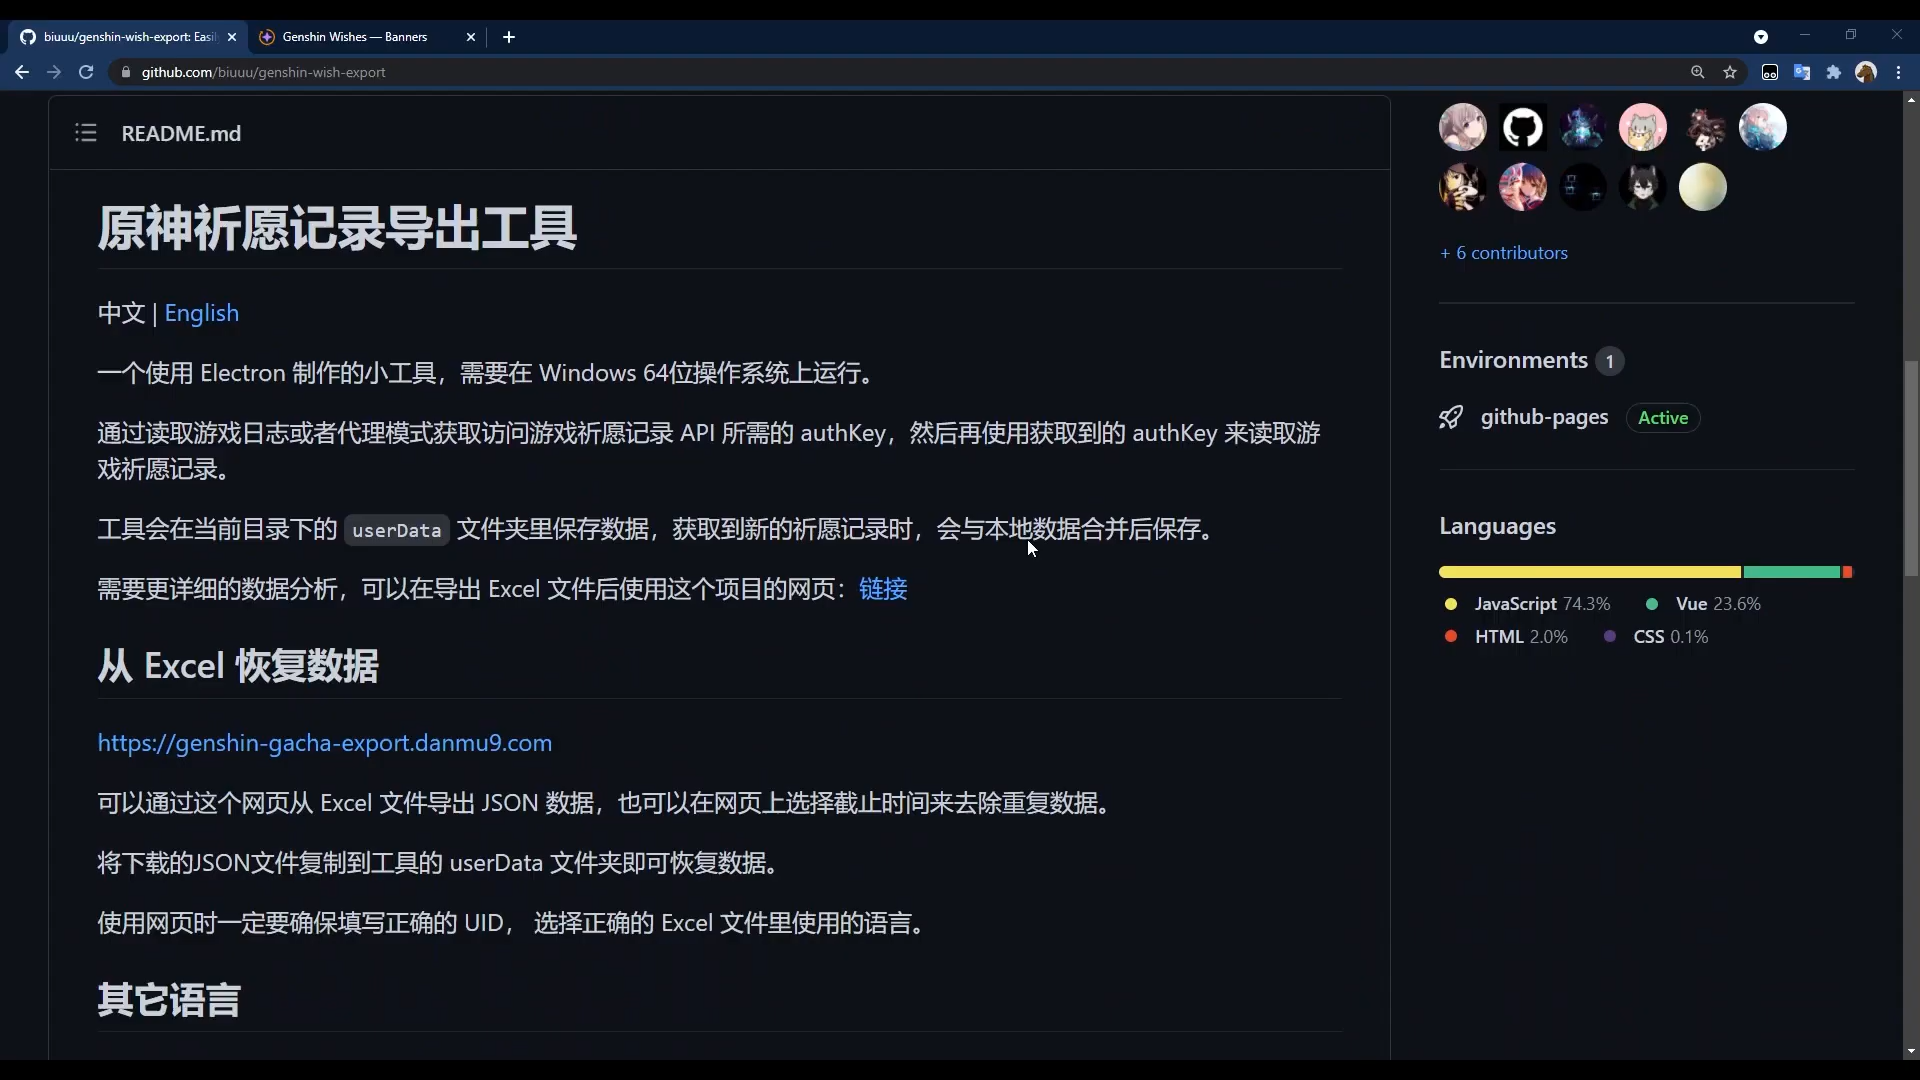 biuuu/genshin-wish-export: Easily
Genshin Wishes — Banners
github.com/biuuu/genshin-wish-export
README.md
原神祈愿记录导出工具
中文 | English
一个使用 Electron 制作的小工具，需要在 Windows 64位操作系统上运行。
通过读取游戏日志或者代理模式获取访问游戏祈愿记录 API 所需的 authKey，然后再使用获取到的 authKey 来读取游
戏祈愿记录。
工具会在当前目录下的 userData 文件夹里保存数据，获取到新的祈愿记录时，会与本地数据合并后保存。
需要更详细的数据分析，可以在导出 Excel 文件后使用这个项目的网页：链接
从 Excel 恢复数据
https://genshin-gacha-export.danmu9.com
可以通过这个网页从 Excel 文件导出 JSON 数据，也可以在网页上选择截止时间来去除重复数据。
将下载的JSON文件复制到工具的 userData 文件夹即可恢复数据。
使用网页时一定要确保填写正确的 UID， 选择正确的 Excel 文件里使用的语言。
其它语言
+ 6 contributors
Environments 1
github-pages Active
Languages
JavaScript 74.3% Vue 23.6%
HTML 2.0% CSS 0.1%